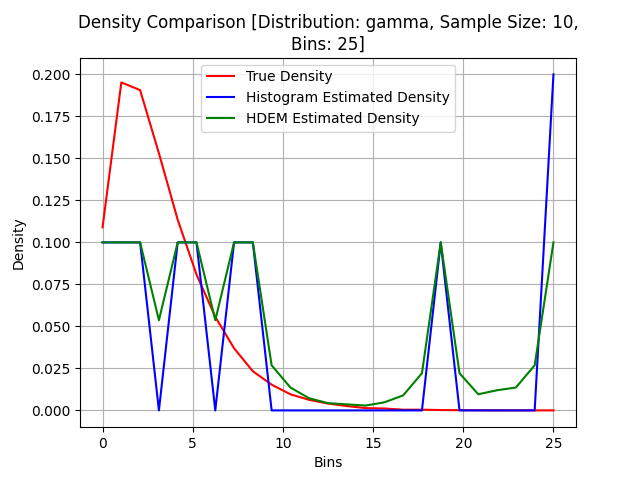 Density Comparison [Distribution: gamma, Sample Size: 10,
Bins: 25]
True Density
Histogram Estimated Density
HDEM Estimated Density
Density
0.200
0.175
0.150
0.125
0.100
0.075
0.050
0.025
0.000
0 5 10 15 20 25
Bins